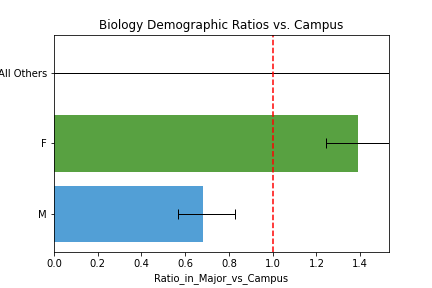 Biology Demographic Ratios vs. Campus
All Others
F
M
0.0 0.2 0.4 0.6 0.8 1.0 1.2 1.4
Ratio_in_Major_vs_Campus